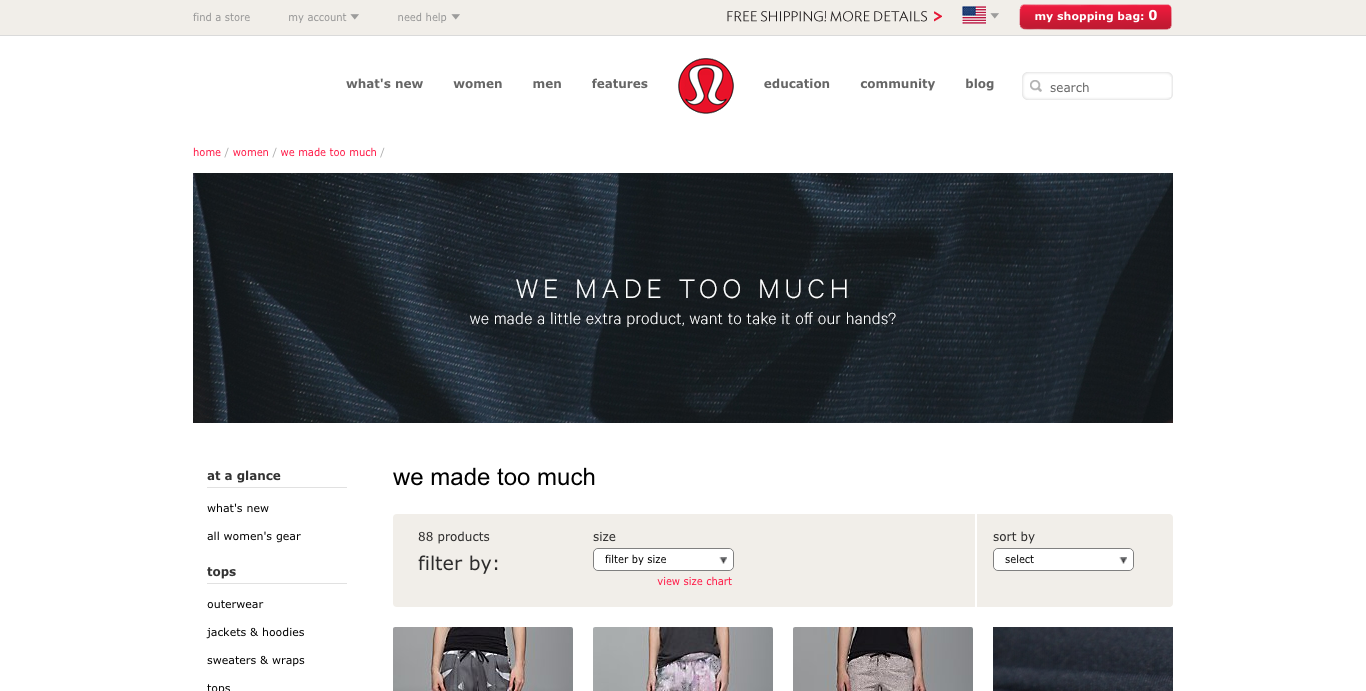 find a store
my account
need help
FREE SHIPPING! MORE DETAILS >
my shopping bag: 0
what's new
women
men
features
education
community
blog
search
home / women / we made too much /
WE MADE TOO MUCH
we made a little extra product, want to take it off our hands?
at a glance
what's new
all women's gear
tops
outerwear
jackets & hoodies
sweaters & wraps
tops
we made too much
88 products
filter by:
size
filter by size
view size chart
sort by
select